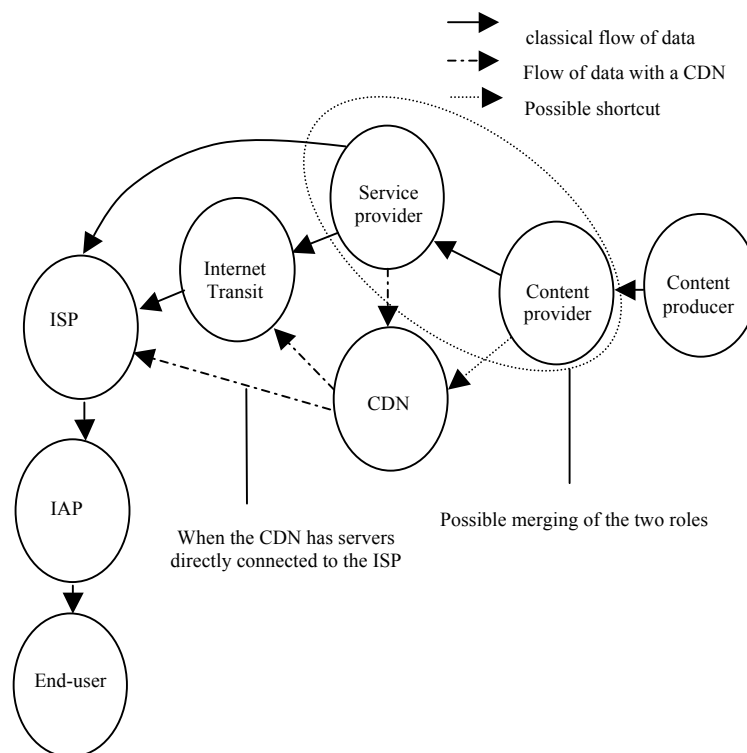 classical flow of data
Flow of data with a CDN
Possible shortcut
Service
provider
Internet
Transit
Content
provider
Content
producer
ISP
CDN
IAP
When the CDN has servers
directly connected to the ISP
Possible merging of the two roles
End-user